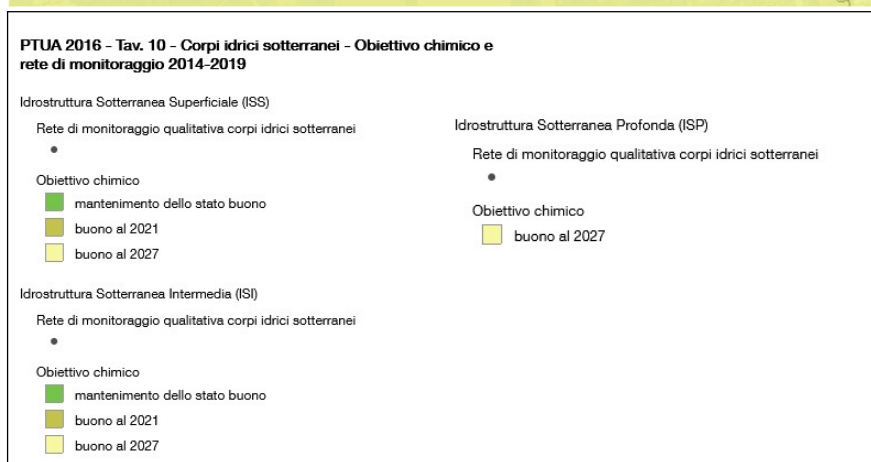 PTUA 2016 - Tav. 10 - Corpi idrici sotterranei - Obiettivo chimico e
rete di monitoraggio 2014-2019
Idrostruttura Sotterranea Superficiale (ISS)
Rete di monitoraggio qualitativa corpi idrici sotterranei
Obiettivo chimico
mantenimento dello stato buono
buono al 2021
buono al 2027
Idrostruttura Sotterranea Intermedia (ISI)
Rete di monitoraggio qualitativa corpi idrici sotterranei
Obiettivo chimico
mantenimento dello stato buono
buono al 2021
buono al 2027
Idrostruttura Sotterranea Profonda (ISP)
Rete di monitoraggio qualitativa corpi idrici sotterranei
Obiettivo chimico
buono al 2027